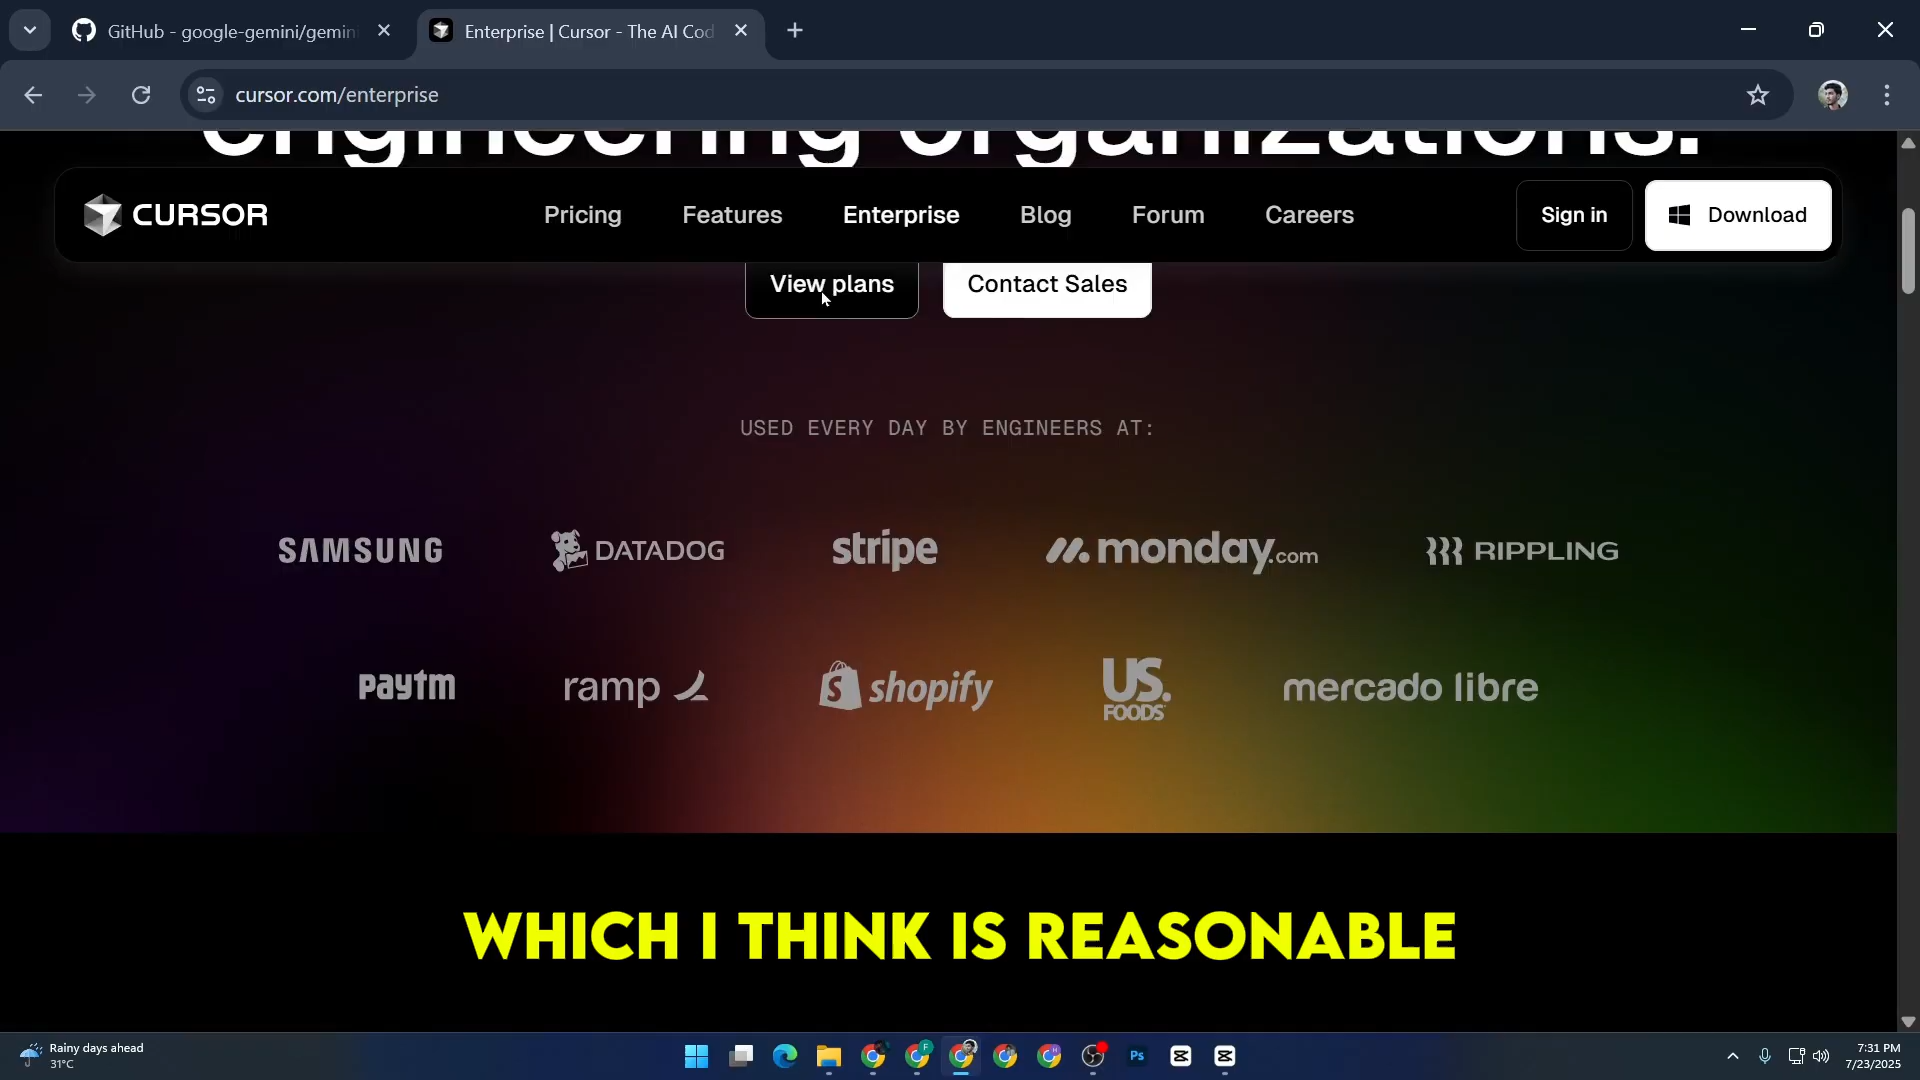 GitHub - google-gemini/gemin
Enterprise | Cursor - The AI Cod
cursor.com/enterprise
engineering organizations.
CURSOR
Pricing
Features
Enterprise
Blog
Forum
Careers
Sign in
Download
View plans
Contact Sales
USED EVERY DAY BY ENGINEERS AT:
SAMSUNG
DATADOG
stripe
monday.com
RIPPLING
paytm
ramp
shopify
US.
FOODS
mercado libre
WHICH I THINK IS REASONABLE
Rainy days ahead
31°C
F
H
Ps
7:31 PM
7/23/2025